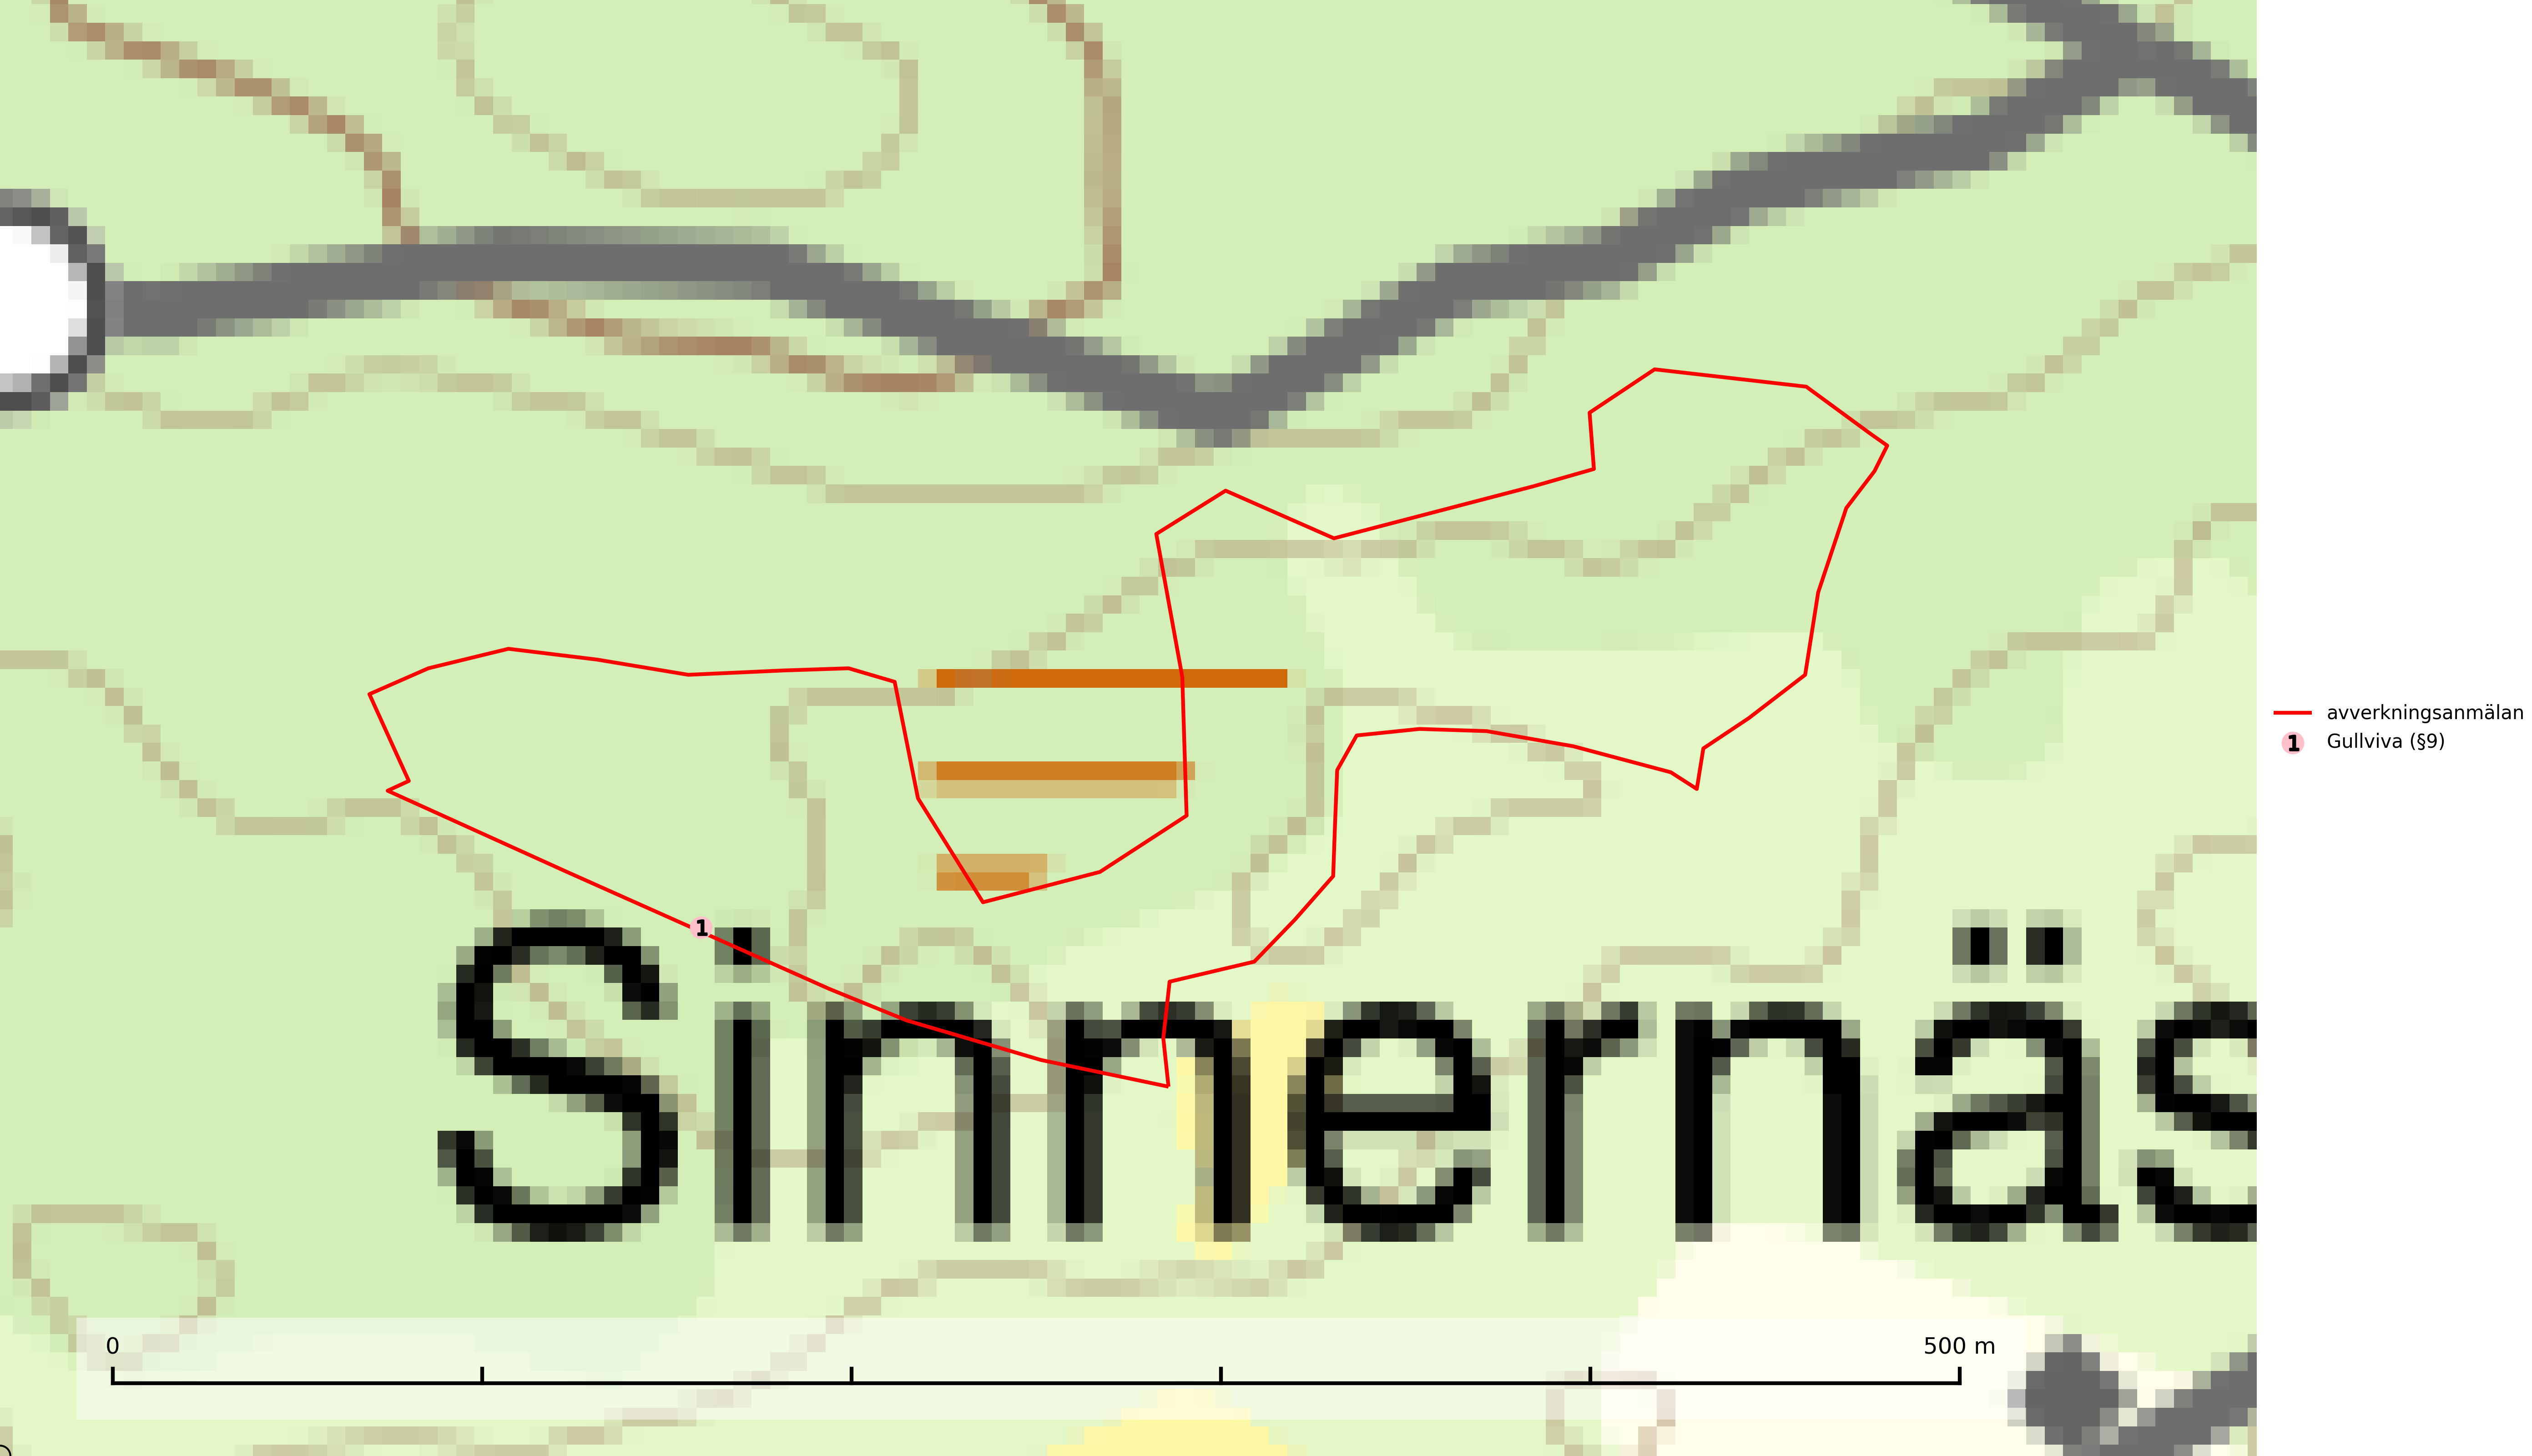 avverkningsanmälan
1 Gullviva (§9)
1
Sinnernäs
0 500 m